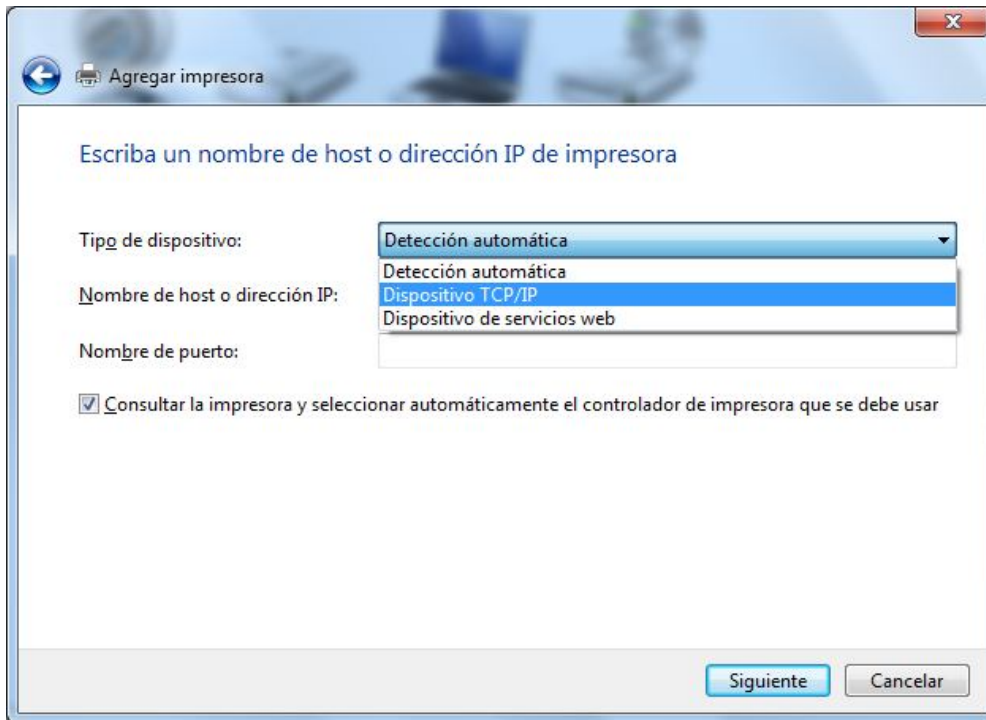 Agregar impresora
Escriba un nombre de host o dirección IP de impresora
Tipo de dispositivo:
Detección automática
Detección automática
Nombre de host o dirección IP:
Dispositivo TCP/IP
Dispositivo de servicios web
Nombre de puerto:
Consultar la impresora y seleccionar automáticamente el controlador de impresora que se debe usar
Siguiente
Cancelar